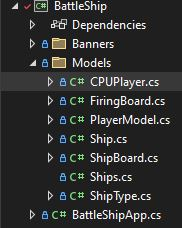 C# BattleShip
Dependencies
Banners
Models
C# CPUPlayer.cs
C# FiringBoard.cs
C# PlayerModel.cs
C# Ship.cs
C# ShipBoard.cs
C# Ships.cs
C# ShipType.cs
C# BattleShipApp.cs